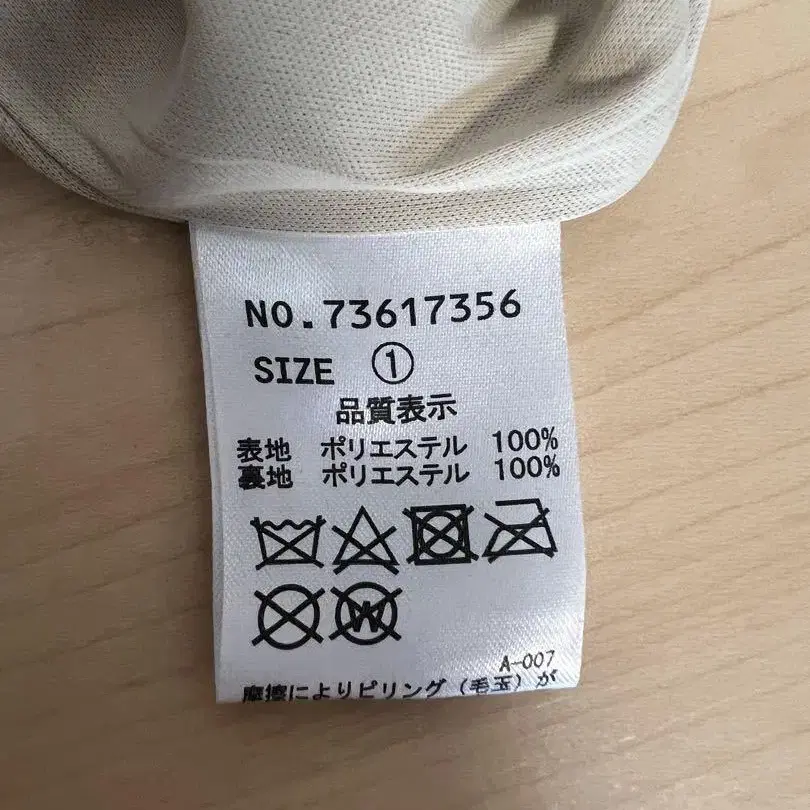 NO.73617356
SIZE ①
品質表示
表地 ポリエステル 100%
裏地 ポリエステル 100%
W
A-007
摩擦によりピリング(毛玉)が